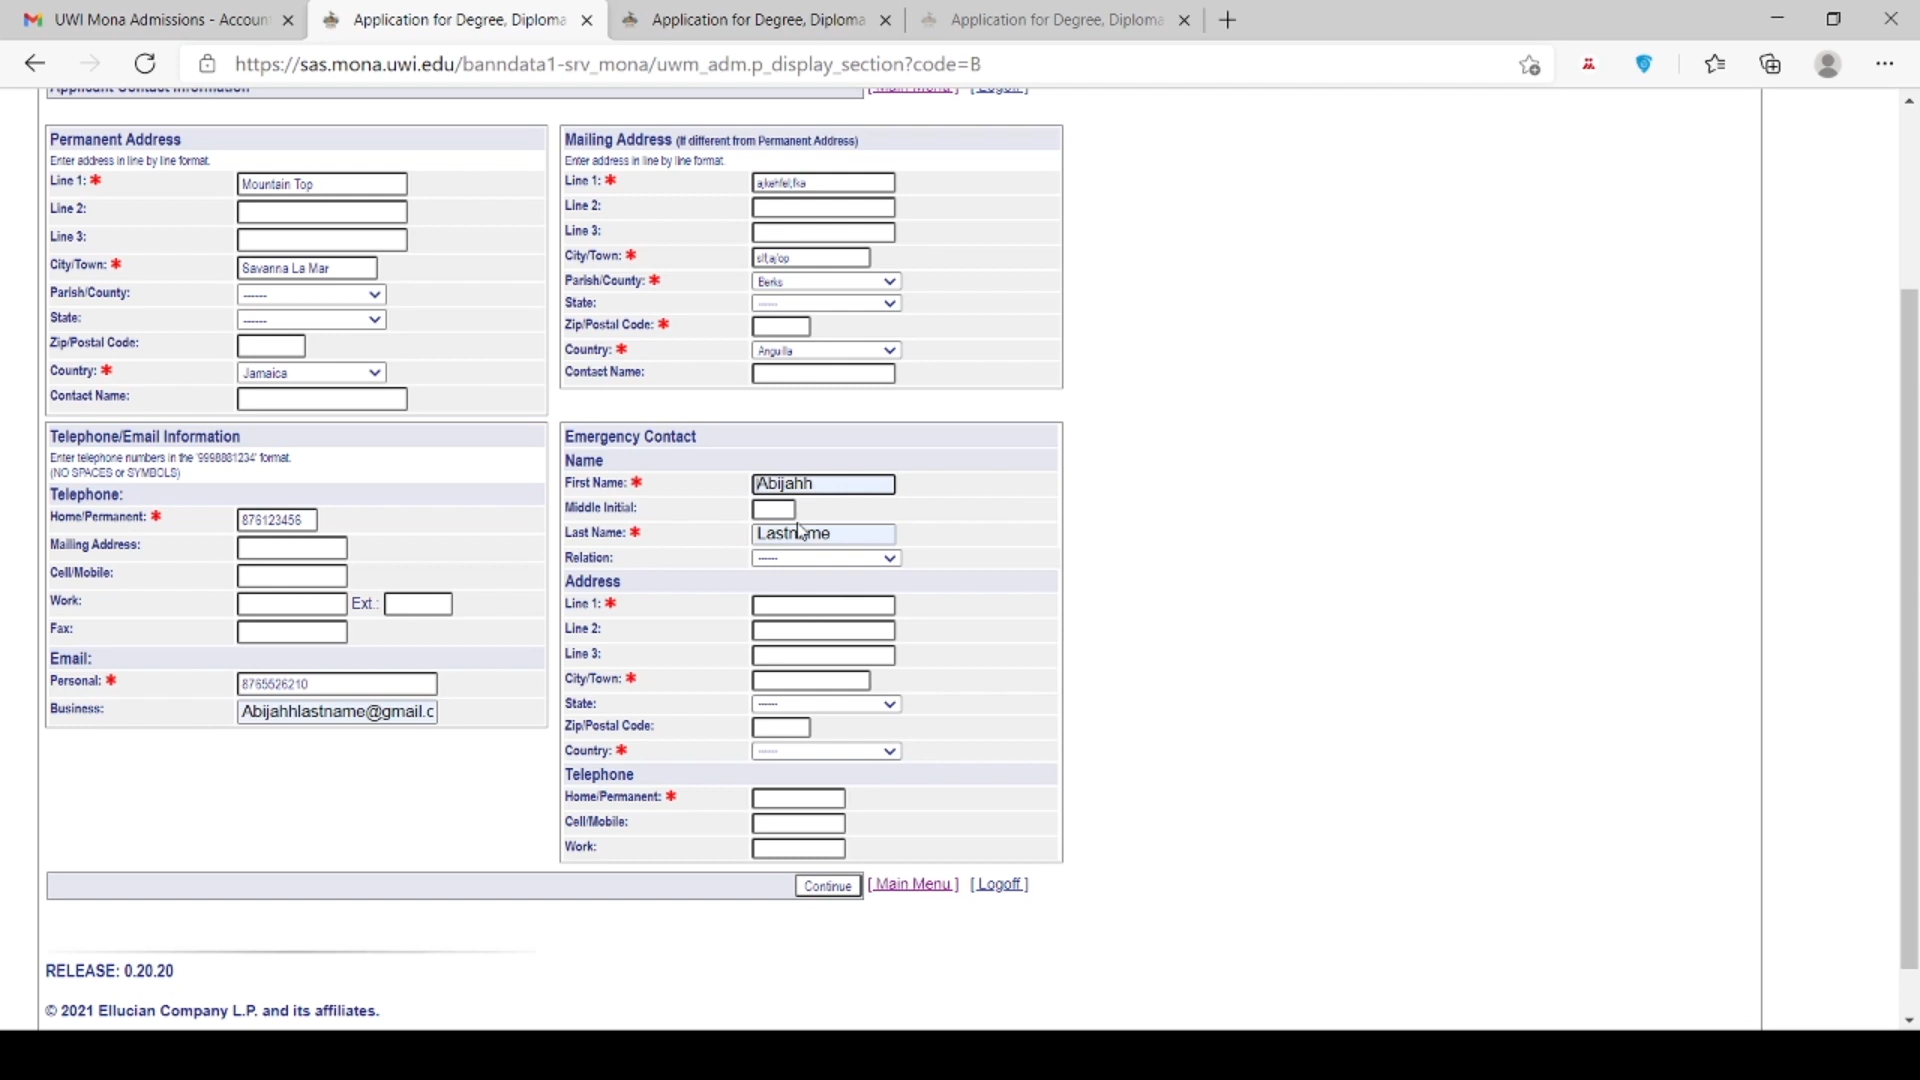 UWI Mona Admissions - Accoun
Application for Degree, Diploma
Application for Degree, Diploma
Application for Degree, Diploma
https://sas.mona.uwi.edu/banndata1-srv_mona/uwm_adm.p_display_section?code=B
Applicant Contact Information
[ Main Menu ] [ Logoff ]
Permanent Address
Enter address in line by line format.
Line 1: * Mountain Top
Line 2:
Line 3:
City/Town: * Savanna La Mar
Parish/County: ------
State: ------
Zip/Postal Code:
Country: * Jamaica
Contact Name:
Mailing Address (If different from Permanent Address)
Enter address in line by line format.
Line 1: *
Line 2:
Line 3:
City/Town: *
Parish/County: * Berks
State: ------
Zip/Postal Code: *
Country: * Anguilla
Contact Name:
Telephone/Email Information
Enter telephone numbers in the '9998881234' format.
(NO SPACES or SYMBOLS)
Telephone:
Home/Permanent: * 876123456
Mailing Address:
Cell/Mobile:
Work: Ext.:
Fax:
Email:
Personal: * 8765526210
Business: Abijahhlastname@gmail.c
Emergency Contact
Name
First Name: * Abijahh
Middle Initial:
Last Name: * Lastname
Relation: ------
Address
Line 1: *
Line 2:
Line 3:
City/Town: *
State: ------
Zip/Postal Code:
Country: * ------
Telephone
Home/Permanent: *
Cell/Mobile:
Work:
Continue [ Main Menu ] [ Logoff ]
RELEASE: 0.20.20
© 2021 Ellucian Company L.P. and its affiliates.